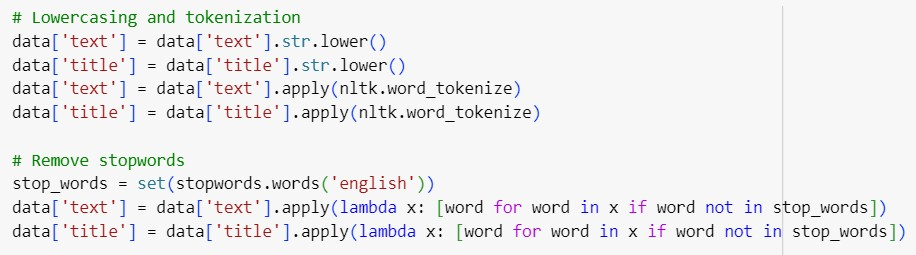 # Lowercasing and tokenization
data['text'] = data['text'].str.lower()
data['title'] = data['title'].str.lower()
data['text'] = data['text'].apply(nltk.word_tokenize)
data['title'] = data['title'].apply(nltk.word_tokenize)

# Remove stopwords
stop_words = set(stopwords.words('english'))
data['text'] = data['text'].apply(lambda x: [word for word in x if word not in stop_words])
data['title'] = data['title'].apply(lambda x: [word for word in x if word not in stop_words])